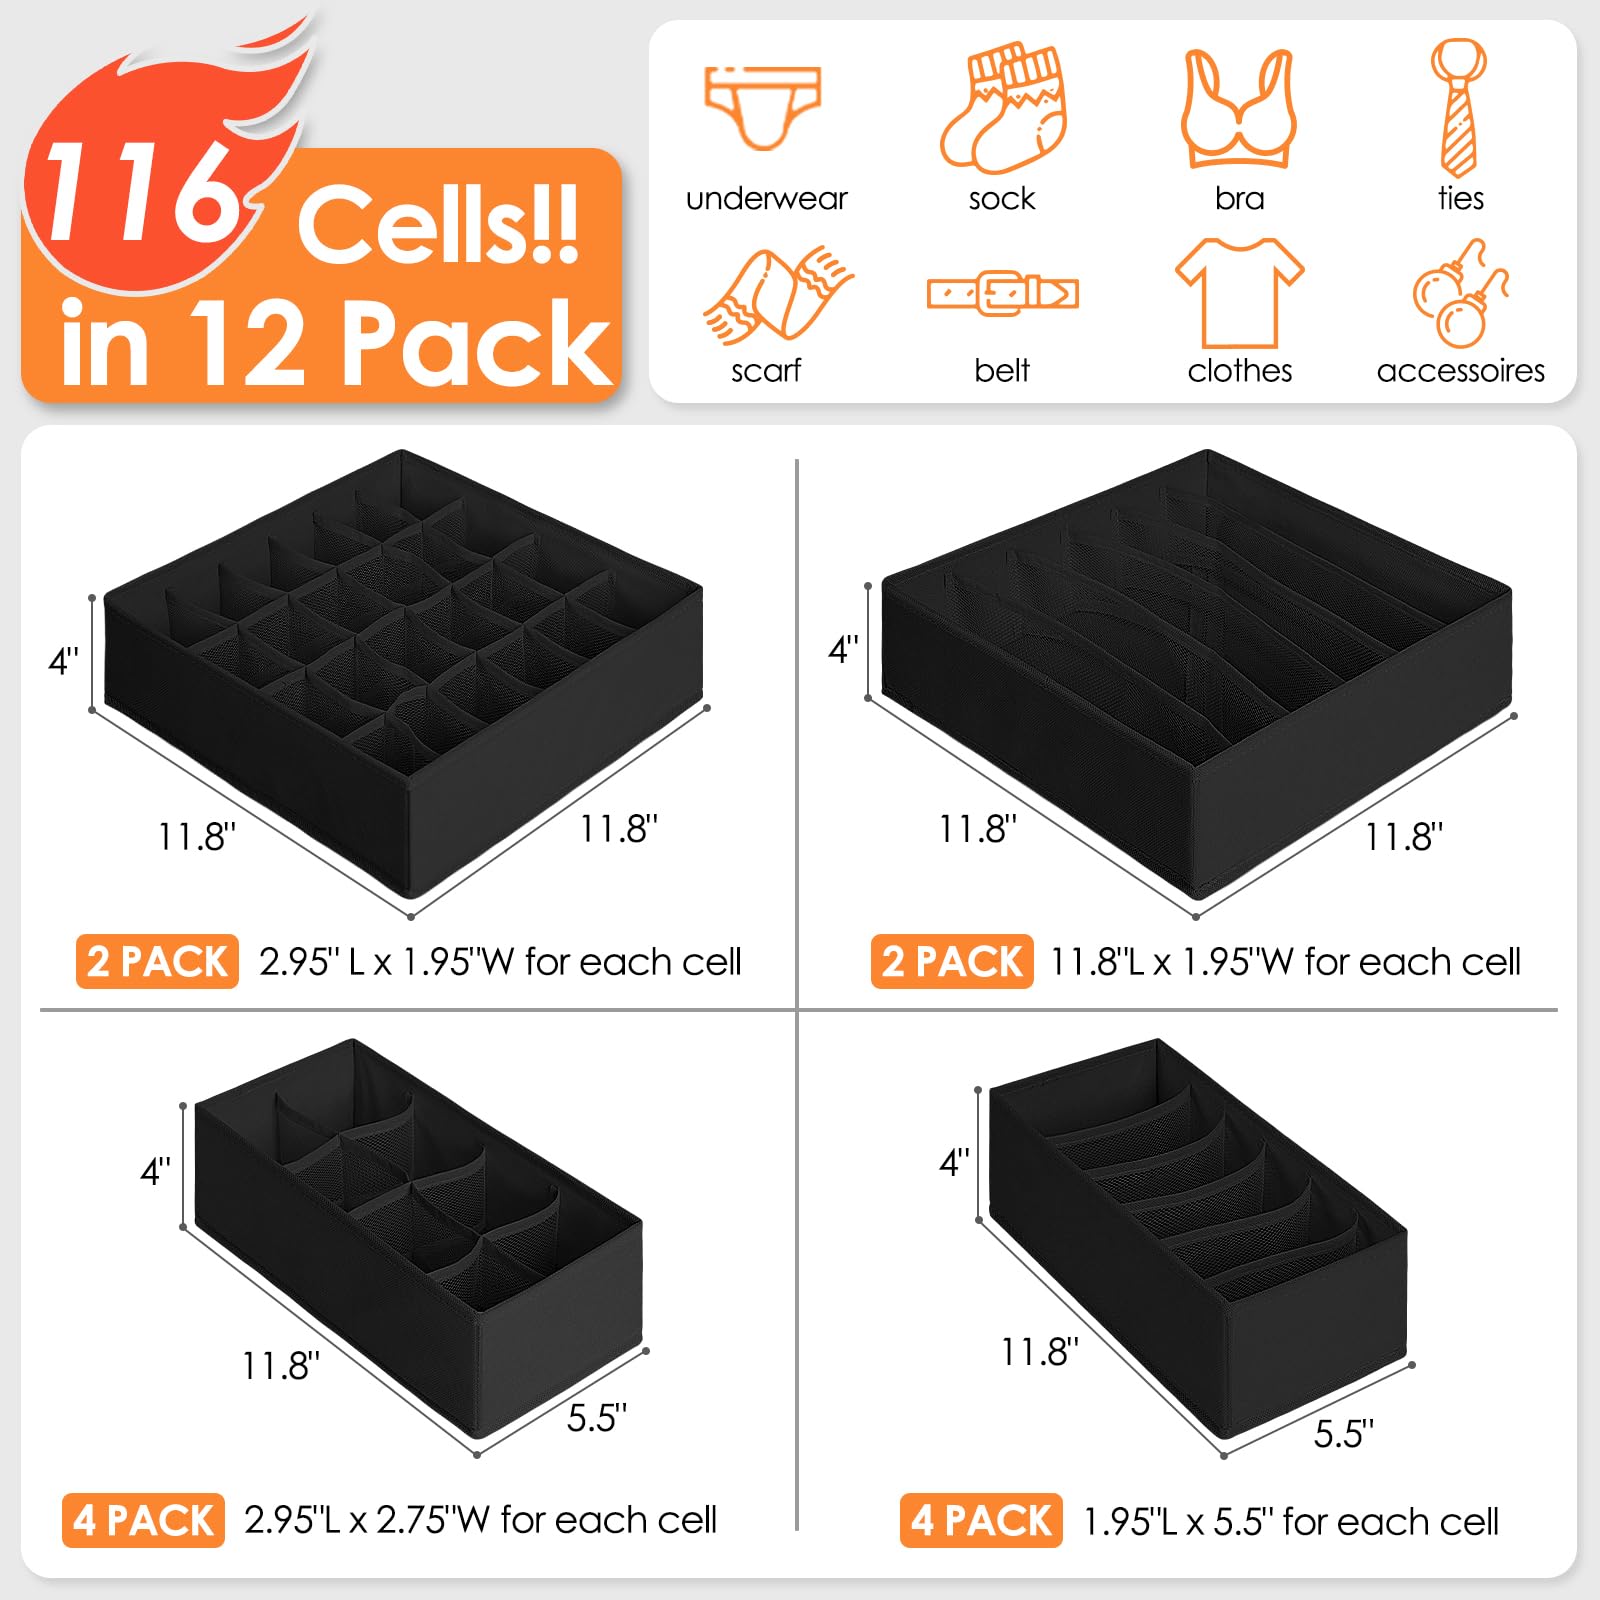 116 Cells!!
in 12 Pack
underwear sock bra ties
scarf belt clothes accessoires
4"
11.8"
11.8"
2 PACK 2.95" L x 1.95"W for each cell
4"
11.8"
11.8"
2 PACK 11.8"L x 1.95"W for each cell
4"
11.8"
5.5"
4 PACK 2.95"L x 2.75"W for each cell
4"
11.8"
5.5"
4 PACK 1.95"L x 5.5" for each cell